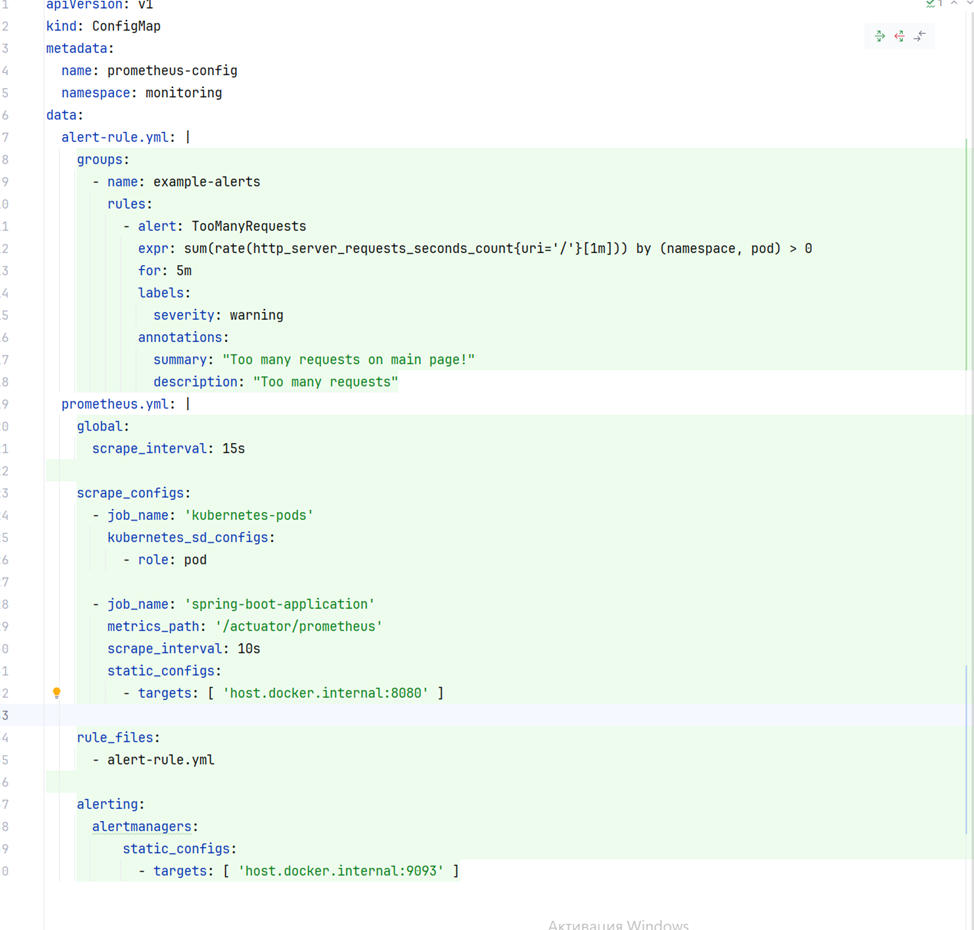 1 apiVersion: v1
2 kind: ConfigMap
3 metadata:
4   name: prometheus-config
5   namespace: monitoring
6 data:
7   alert-rule.yml: |
8     groups:
9       - name: example-alerts
0         rules:
1           - alert: TooManyRequests
2             expr: sum(rate(http_server_requests_seconds_count{uri='/'}[1m])) by (namespace, pod) > 0
3             for: 5m
4             labels:
5               severity: warning
6             annotations:
7               summary: "Too many requests on main page!"
8               description: "Too many requests"
9   prometheus.yml: |
0     global:
1       scrape_interval: 15s
2
3     scrape_configs:
4       - job_name: 'kubernetes-pods'
5         kubernetes_sd_configs:
6           - role: pod
7
8       - job_name: 'spring-boot-application'
9         metrics_path: '/actuator/prometheus'
0         scrape_interval: 10s
1         static_configs:
2           - targets: [ 'host.docker.internal:8080' ]
3
4     rule_files:
5       - alert-rule.yml
6
7     alerting:
8       alertmanagers:
9           static_configs:
0             - targets: [ 'host.docker.internal:9093' ]
Активация Windows